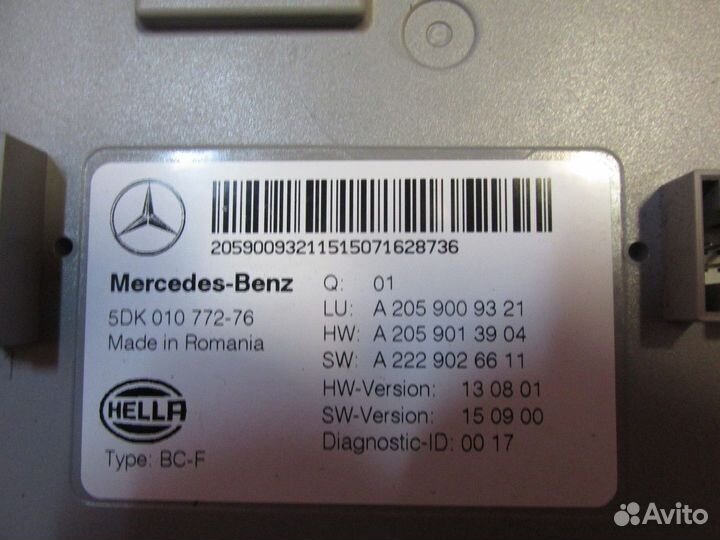 20590093211515071628736
Mercedes-Benz
5DK 010 772-76
Made in Romania
HELLA
Type: BC-F
Q: 01
LU: A 205 900 93 21
HW: A 205 901 39 04
SW: A 222 902 66 11
HW-Version: 13 08 01
SW-Version: 15 09 00
Diagnostic-ID: 00 17
Avito